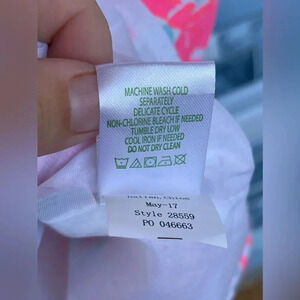 MACHINE WASH COLD
SEPARATELY
DELICATE CYCLE
NON-CHLORINE BLEACH IF NEEDED
TUMBLE DRY LOW
COOL IRON IF NEEDED
DO NOT DRY CLEAN
China
May-17
Style 28559
PO 046663